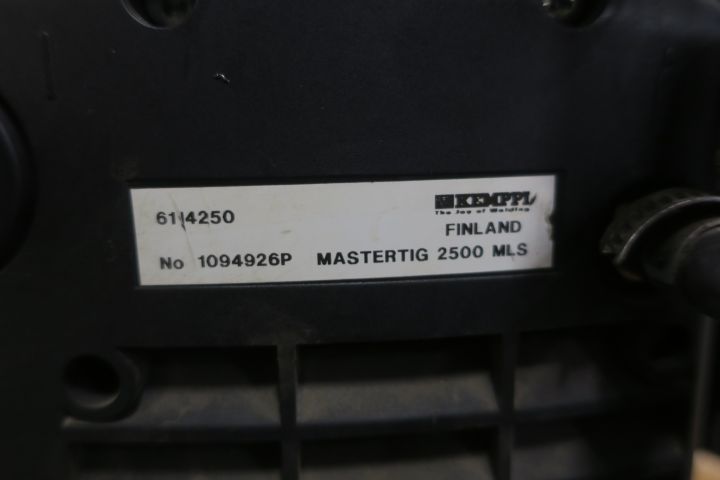 KEMPPI
The Joy of Welding
6114250
FINLAND
No 1094926P MASTERTIG 2500 MLS